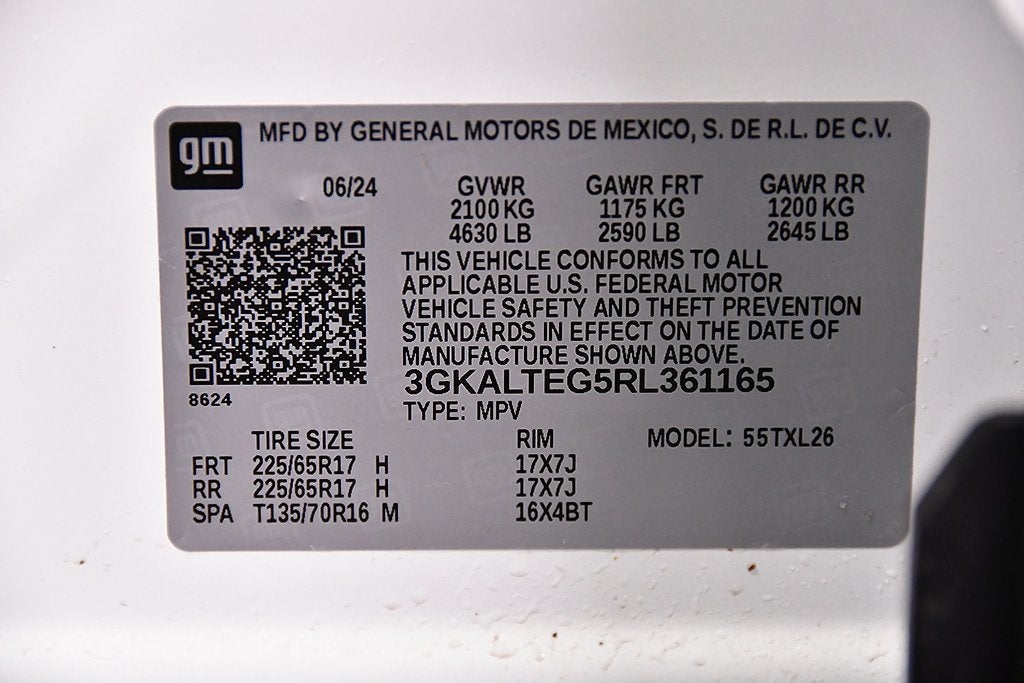 gm
MFD BY GENERAL MOTORS DE MEXICO, S. DE R.L. DE C.V.
06/24 GVWR GAWR FRT GAWR RR
2100 KG 1175 KG 1200 KG
4630 LB 2590 LB 2645 LB
THIS VEHICLE CONFORMS TO ALL
APPLICABLE U.S. FEDERAL MOTOR
VEHICLE SAFETY AND THEFT PREVENTION
STANDARDS IN EFFECT ON THE DATE OF
MANUFACTURE SHOWN ABOVE.
3GKALTEG5RL361165
8624
TYPE: MPV
TIRE SIZE RIM MODEL: 55TXL26
FRT 225/65R17 H 17X7J
RR 225/65R17 H 17X7J
SPA T135/70R16 M 16X4BT